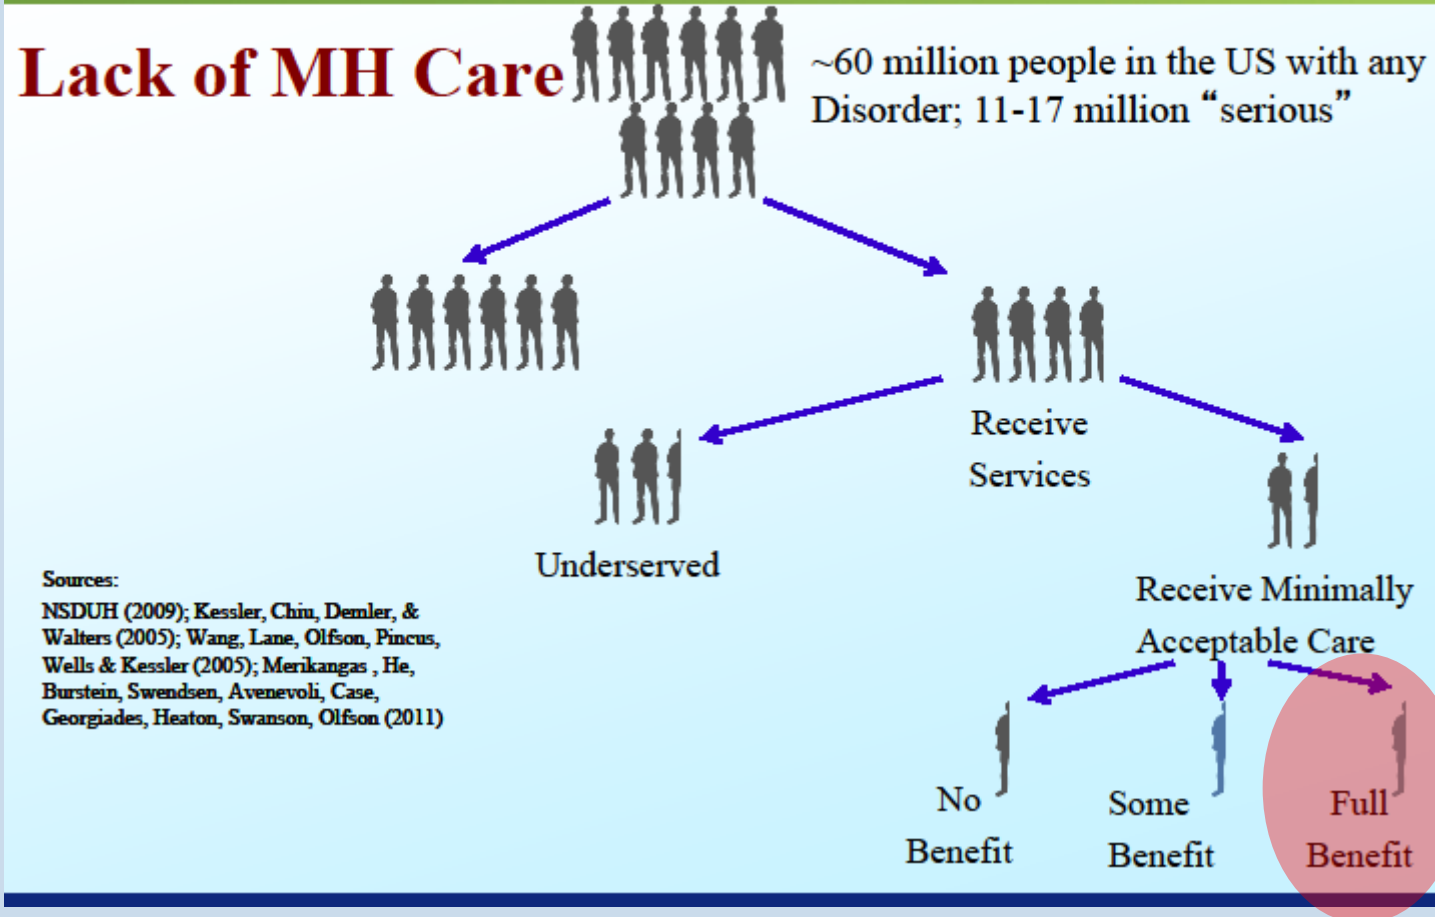 Lack of MH Care
~60 million people in the US with any
Disorder; 11-17 million “serious”
Receive
Services
Underserved
Receive Minimally
Acceptable Care
Sources:
NSDUH (2009); Kessler, Chiu, Demler, &
Walters (2005); Wang, Lane, Olfson, Pincus,
Wells & Kessler (2005); Merikangas , He,
Burstein, Swendsen, Avenevoli, Case,
Georgiades, Heaton, Swanson, Olfson (2011)
No
Benefit
Some
Benefit
Full
Benefit